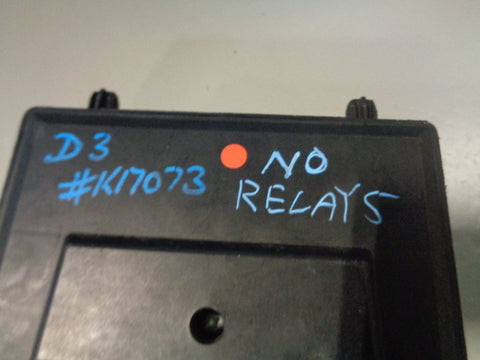 D3
#K17073
NO
RELAYS